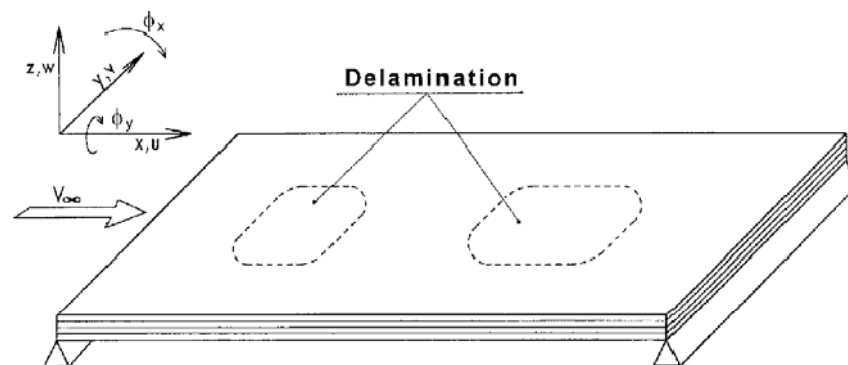 ϕx
z,w
y,v
Delamination
ϕy
x,u
V∞